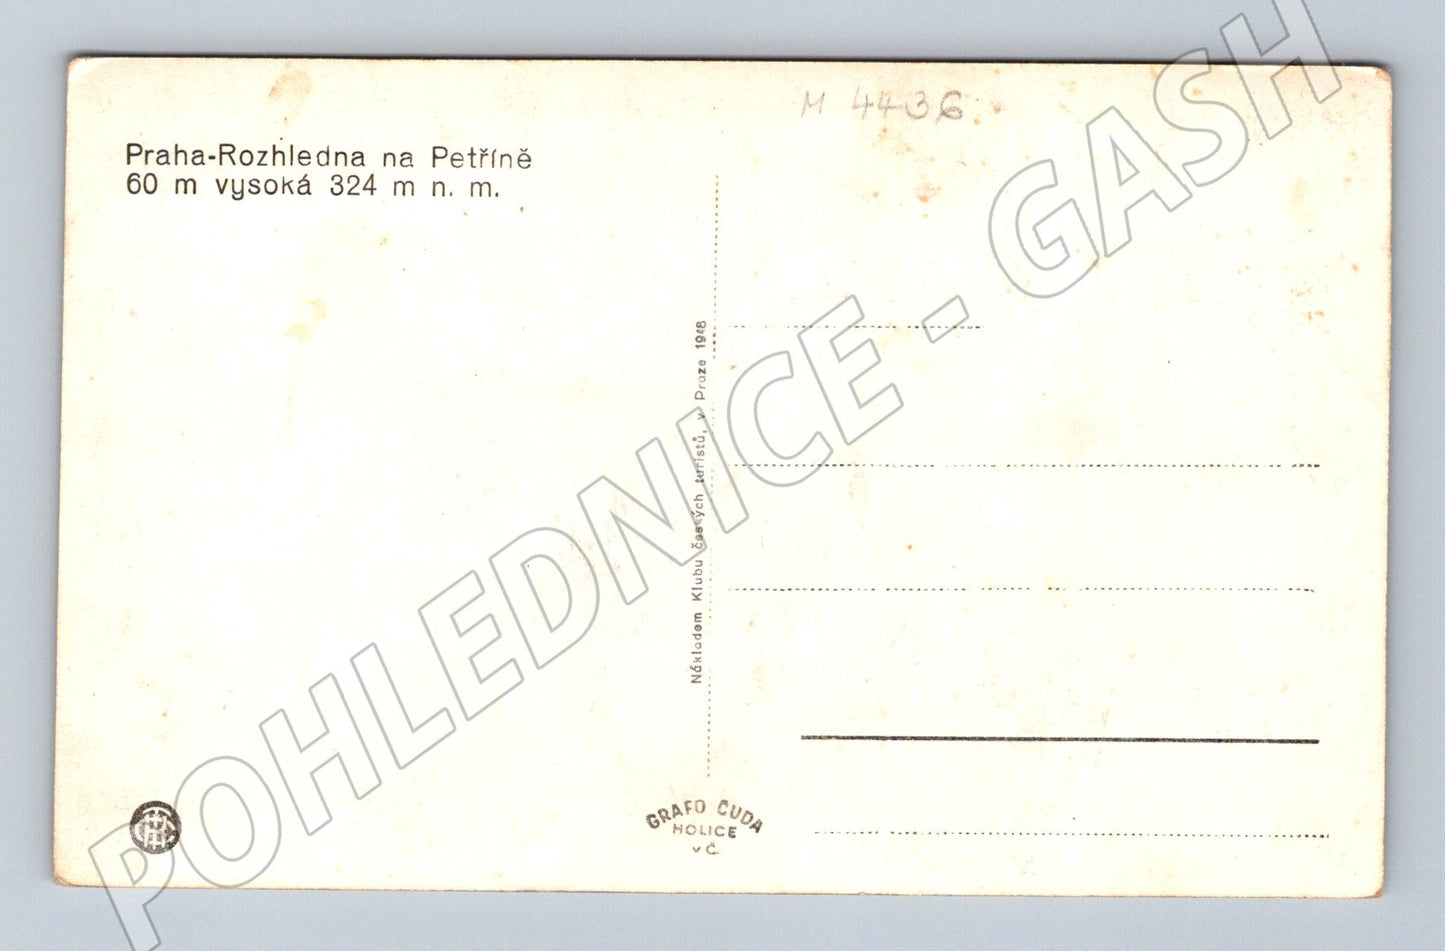 M 4436
Praha-Rozhledna na Petříně
60 m vysoká 324 m n. m.
Nákladem Klubu českých turistů, v Praze 1948
GRAFO ČUDA
HOLICE
v Č.
POHLEDNICE - GASH